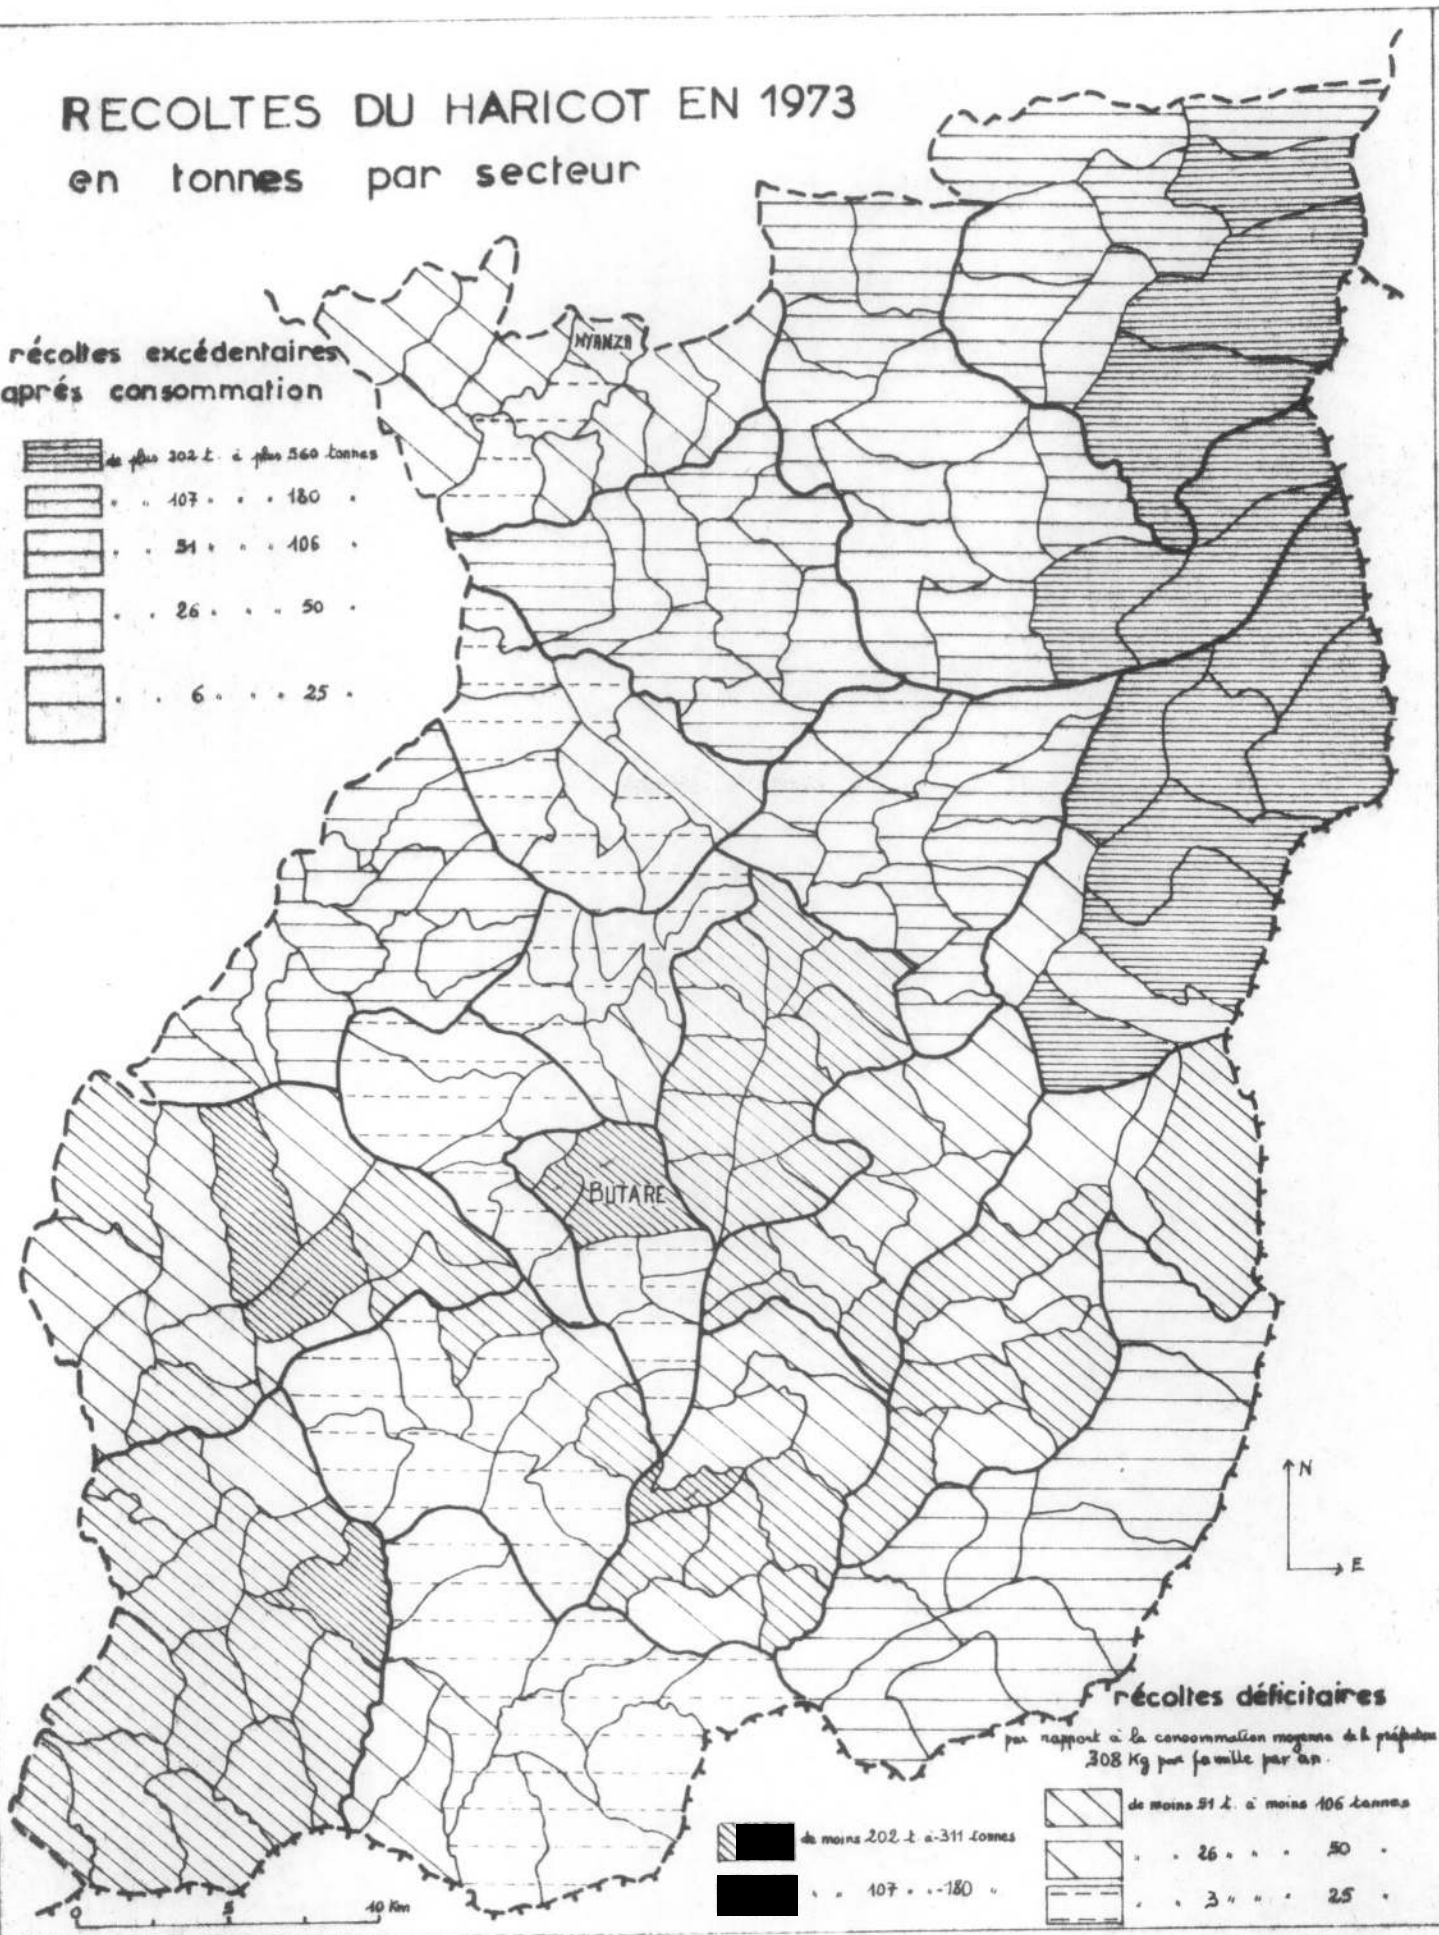 RECOLTES DU HARICOT EN 1973
en tonnes par secteur
NYANZA
récoltes excédentaires
aprés consommation
de plus 202 t. à plus 560 tonnes
" " 107 " " " 180 "
" " 51 " " " 106 "
" " 26 " " " 50 "
" " 6 " " " 25 "
BUTARE
N
E
récoltes déficitaires
par rapport à la consommation moyenne de la préfecture
308 Kg par famille par an.
de moins 51 t. à moins 106 tonnes
" " 26 " " " 50 "
" " 3 " " " 25 "
de moins 202 t. à -311 tonnes
" " 107 " " -180 "
0 5 10 Km